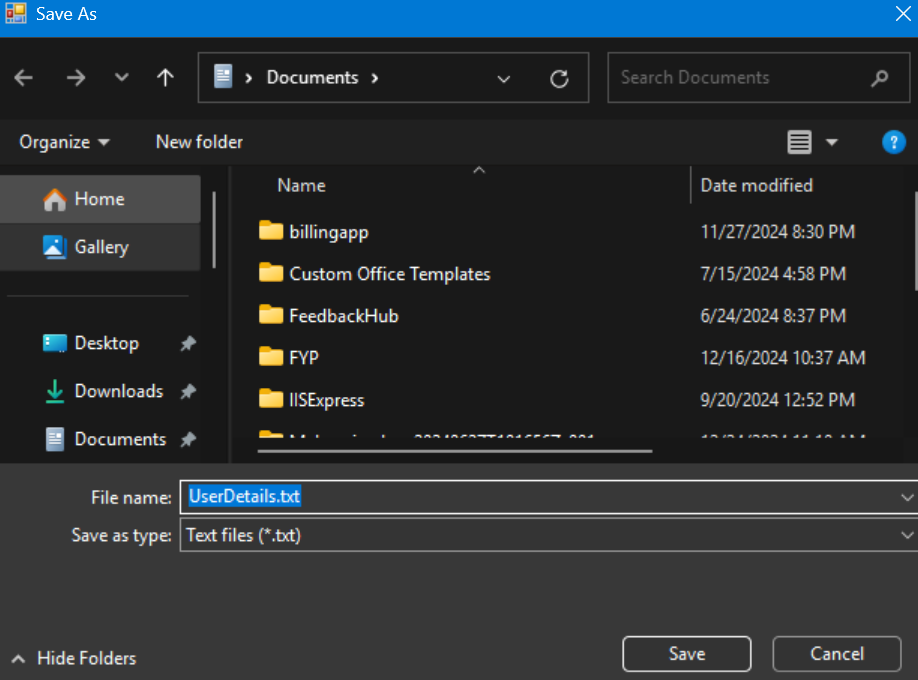 Save As
Documents
Search Documents
Organize
New folder
Name Date modified
Home
Gallery
Desktop
Downloads
Documents
billingapp 11/27/2024 8:30 PM
Custom Office Templates 7/15/2024 4:58 PM
FeedbackHub 6/24/2024 8:37 PM
FYP 12/16/2024 10:37 AM
IISExpress 9/20/2024 12:52 PM
File name: UserDetails.txt
Save as type: Text files (*.txt)
Hide Folders
Save
Cancel